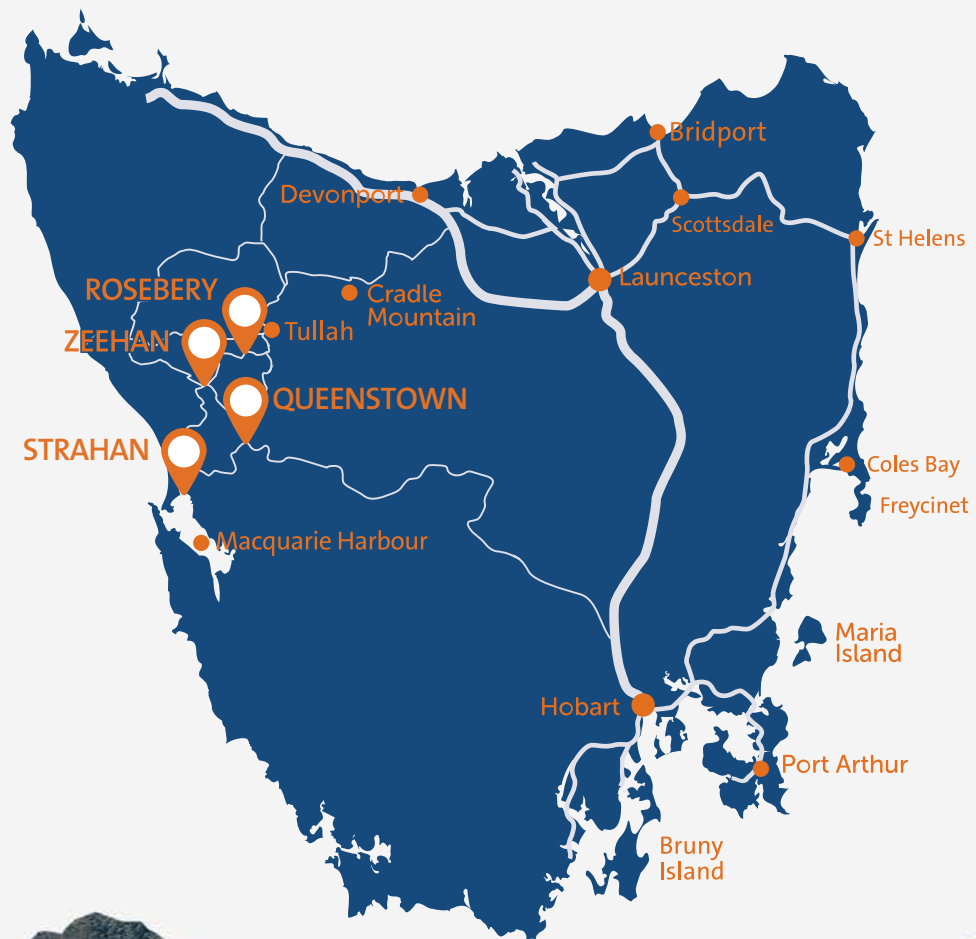 Bridport
Devonport
Scottsdale
St Helens
Launceston
ROSEBERY
Cradle
Mountain
ZEEHAN
Tullah
QUEENSTOWN
STRAHAN
Coles Bay
Freycinet
Macquarie Harbour
Maria
Island
Hobart
Port Arthur
Bruny
Island